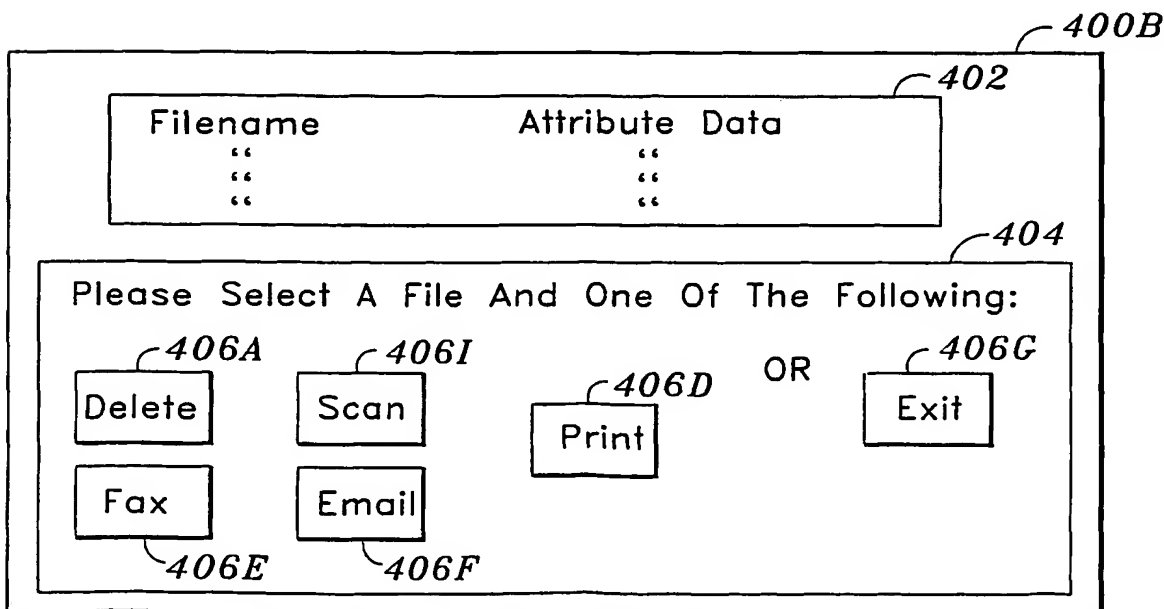 400B
402
Filename Attribute Data
“ “
“ “
“ “
404
Please Select A File And One Of The Following:
406A 406I 406D OR 406G
Delete Scan Print Exit
Fax Email
406E 406F